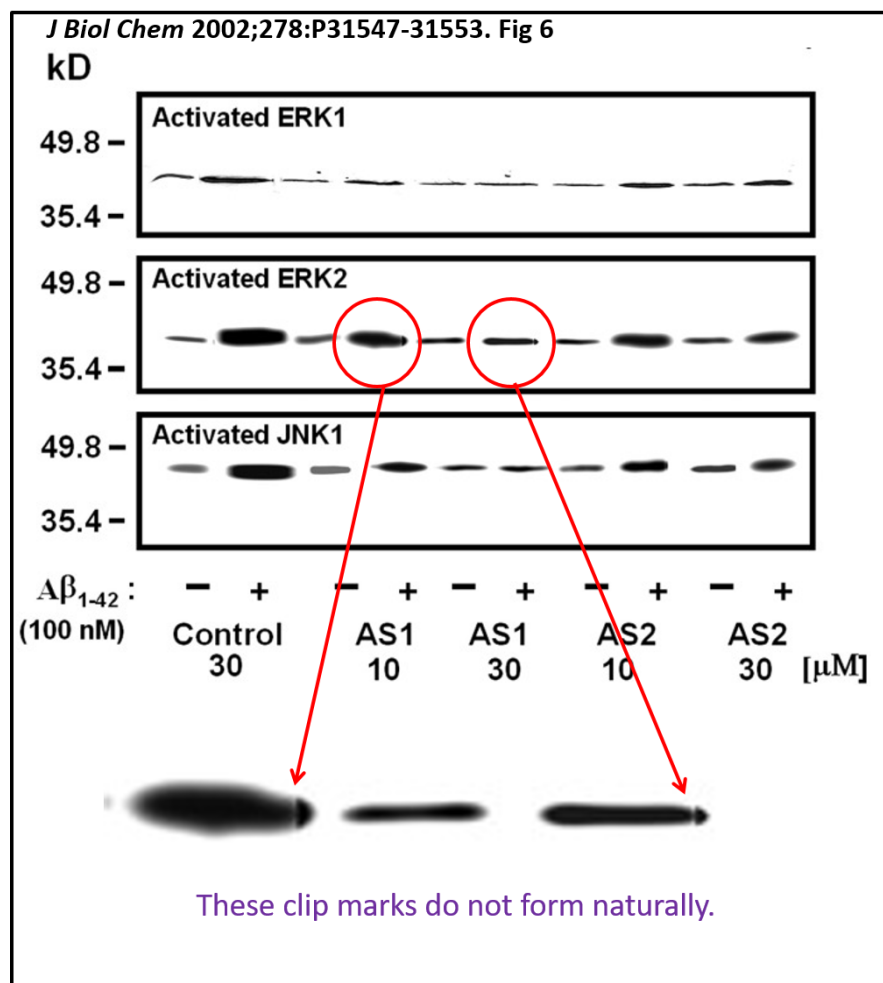 J Biol Chem 2002;278:P31547-31553. Fig 6
kD
Activated ERK1
49.8 –
35.4 –
Activated ERK2
49.8 –
35.4 –
Activated JNK1
49.8 –
35.4 –
Aβ1-42 : – + – + – + – + – +
(100 nM) Control AS1 AS1 AS2 AS2
30 10 30 10 30 [μM]
These clip marks do not form naturally.